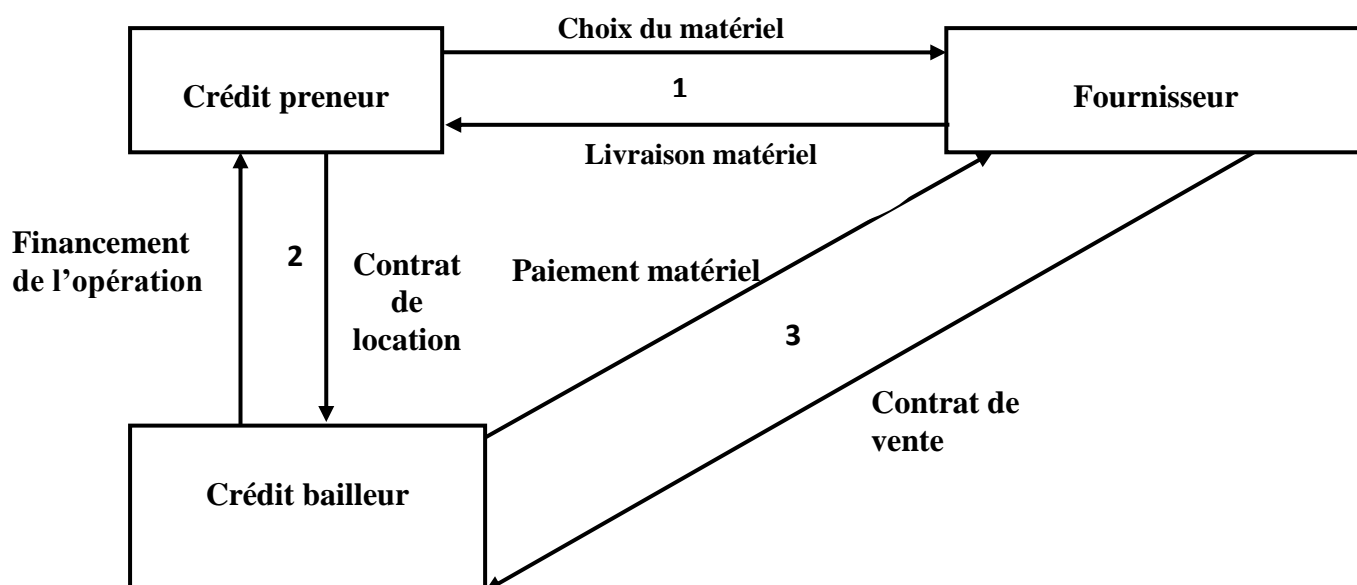 Choix du matériel
Crédit preneur
1
Fournisseur
Livraison matériel
Financement
de l’opération
2
Contrat
de
location
Paiement matériel
3
Contrat de
vente
Crédit bailleur